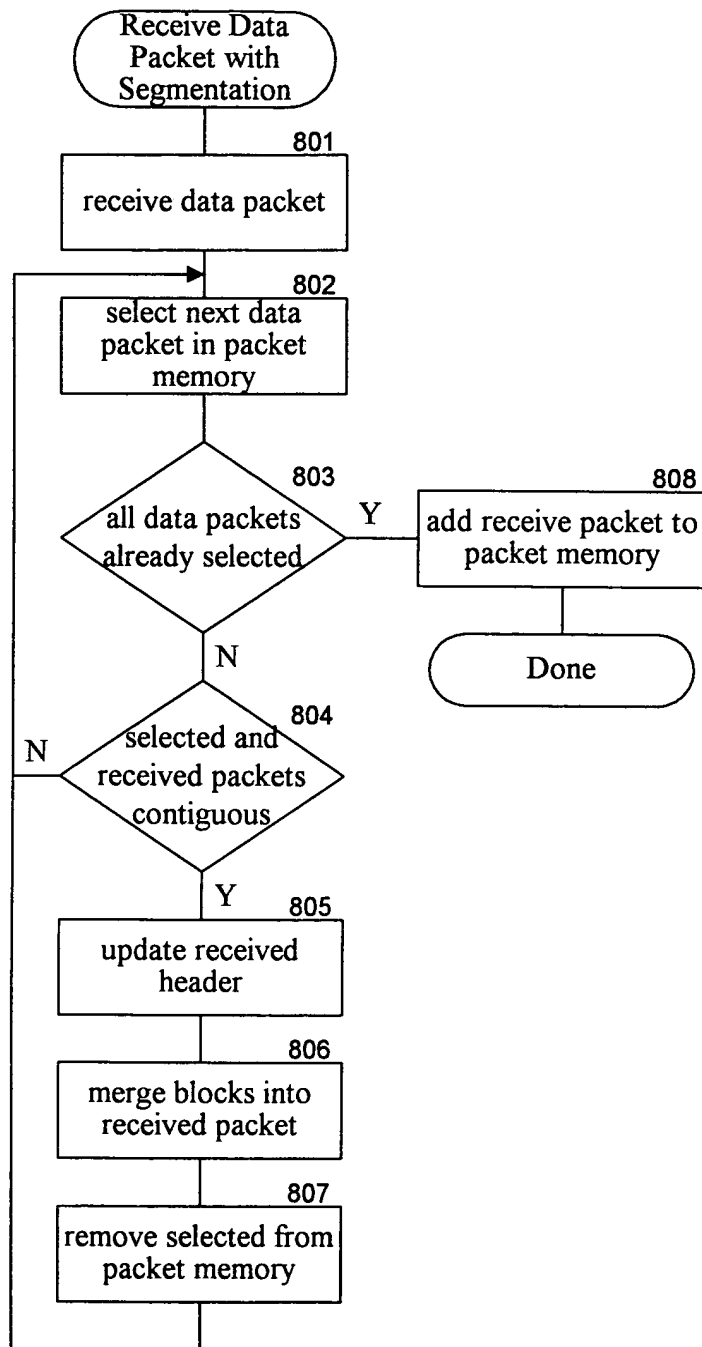 Receive Data
Packet with
Segmentation
801
receive data packet
802
select next data
packet in packet
memory
803
all data packets
already selected
Y
808
add receive packet to
packet memory
Done
N
804
selected and
received packets
contiguous
N
Y
805
update received
header
806
merge blocks into
received packet
807
remove selected from
packet memory